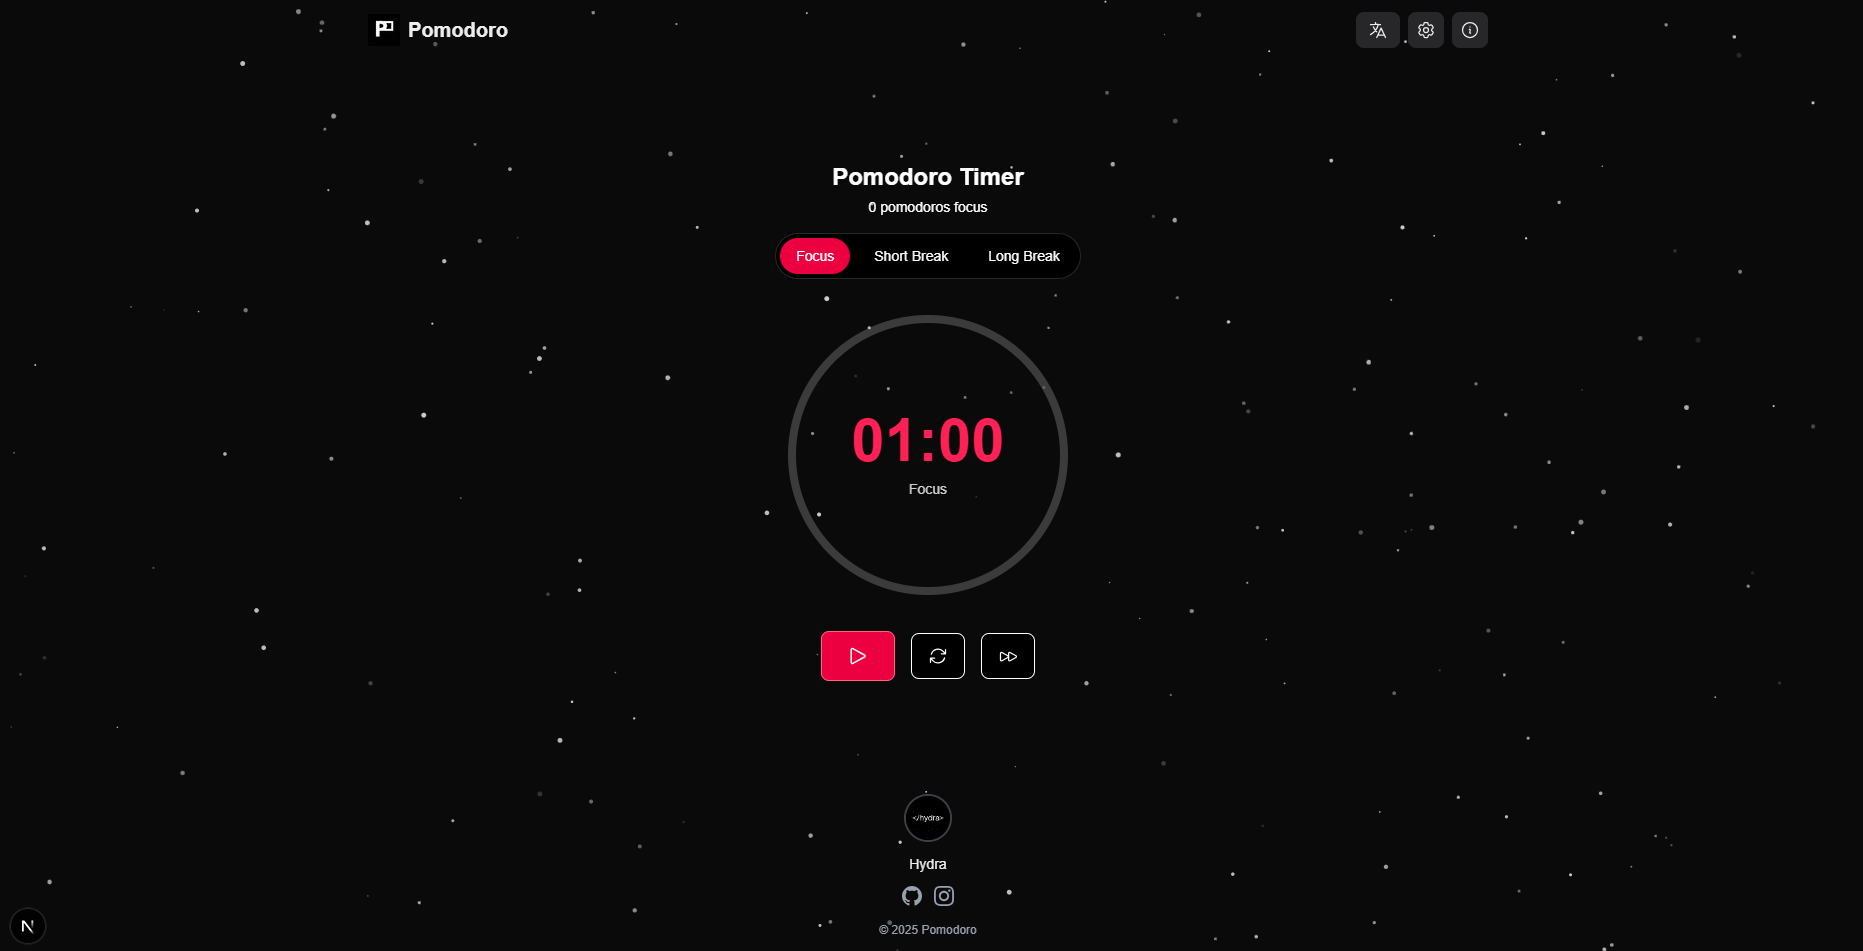 Pomodoro
Pomodoro Timer
0 pomodoros focus
Focus Short Break Long Break
01:00
Focus
</hydra>
Hydra
© 2025 Pomodoro
N